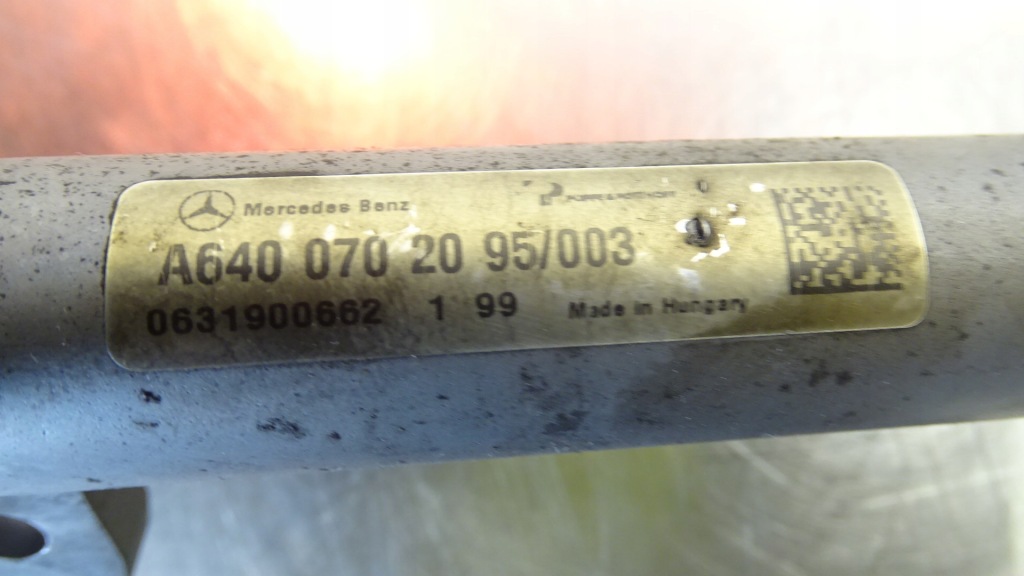 Mercedes Benz
A640 070 20 95/003
0631900662 1 99 Made in Hungary